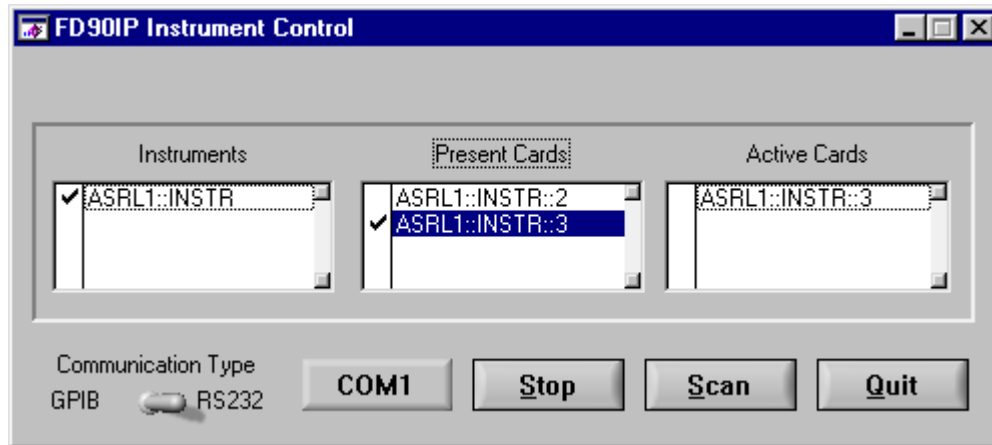 FD90IP Instrument Control
Instruments
Present Cards
Active Cards
ASRL1::INSTR
ASRL1::INSTR::2
ASRL1::INSTR::3
ASRL1::INSTR::3
Communication Type
GPIB
RS232
COM1
Stop
Scan
Quit